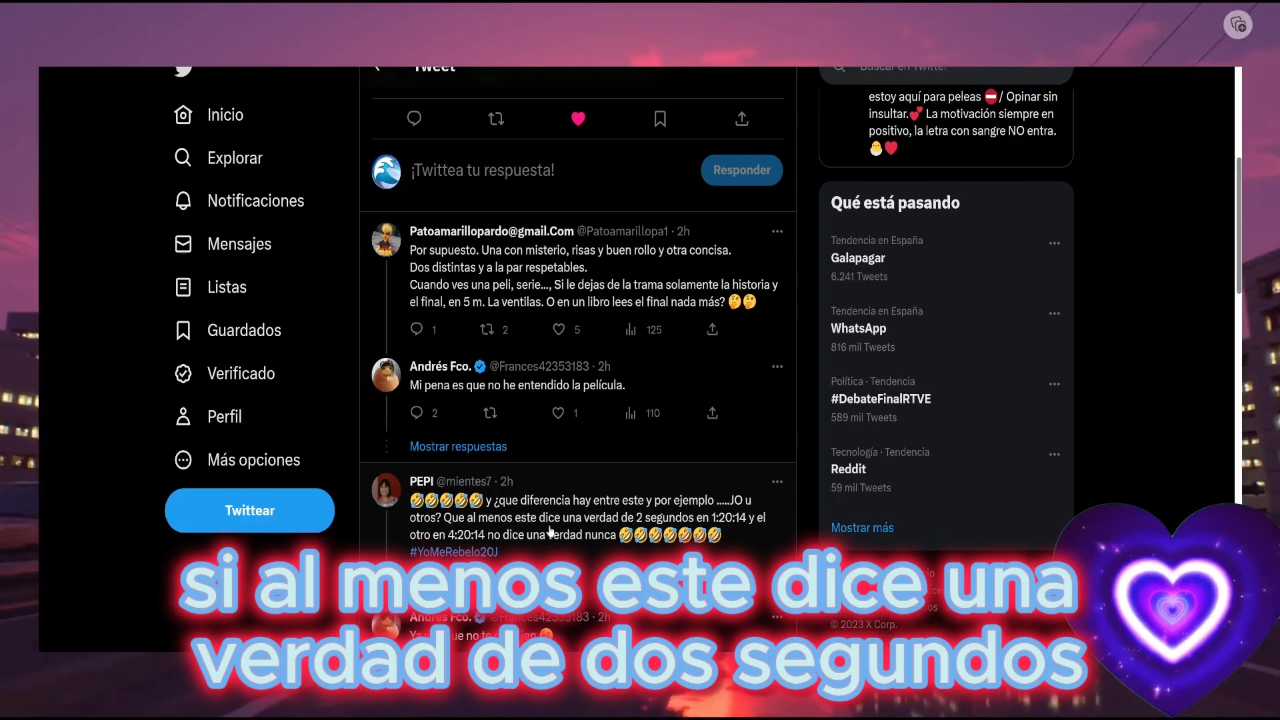 Tweet
Buscar en Twitter
Inicio
Explorar
Notificaciones
Mensajes
Listas
Guardados
Verificado
Perfil
Más opciones
Twittear
¡Twittea tu respuesta!
Responder
Patoamarillopardo@gmail.Com @Patoamarillopa1 · 2h
Por supuesto. Una con misterio, risas y buen rollo y otra concisa.
Dos distintas y a la par respetables.
Cuando ves una peli, serie..., Si le dejas de la trama solamente la historia y
el final, en 5 m. La ventilas. O en un libro lees el final nada más? 🤔🤔
1 2 5 125
Andrés Fco. @Frances42353183 · 2h
Mi pena es que no he entendido la película.
2 1 110
Mostrar respuestas
PEPI @mientes7 · 2h
🤣🤣🤣🤣🤣 y ¿que diferencia hay entre este y por ejemplo .....JO u
otros? Que al menos este dice una verdad de 2 segundos en 1:20:14 y el
otro en 4:20:14 no dice una verdad nunca 🤣🤣🤣🤣🤣🤣🤣
#YoMeRebelo20J
Andrés Fco. @Frances42353183 · 2h
estoy aquí para peleas ⛔/ Opinar sin
insultar.💕 La motivación siempre en
positivo, la letra con sangre NO entra.
🐣❤️
Qué está pasando
Tendencia en España
Galapagar
6.241 Tweets
Tendencia en España
WhatsApp
816 mil Tweets
Política · Tendencia
#DebateFinalRTVE
589 mil Tweets
Tecnología · Tendencia
Reddit
59 mil Tweets
Mostrar más
© 2023 X Corp.
si al menos este dice una
verdad de dos segundos